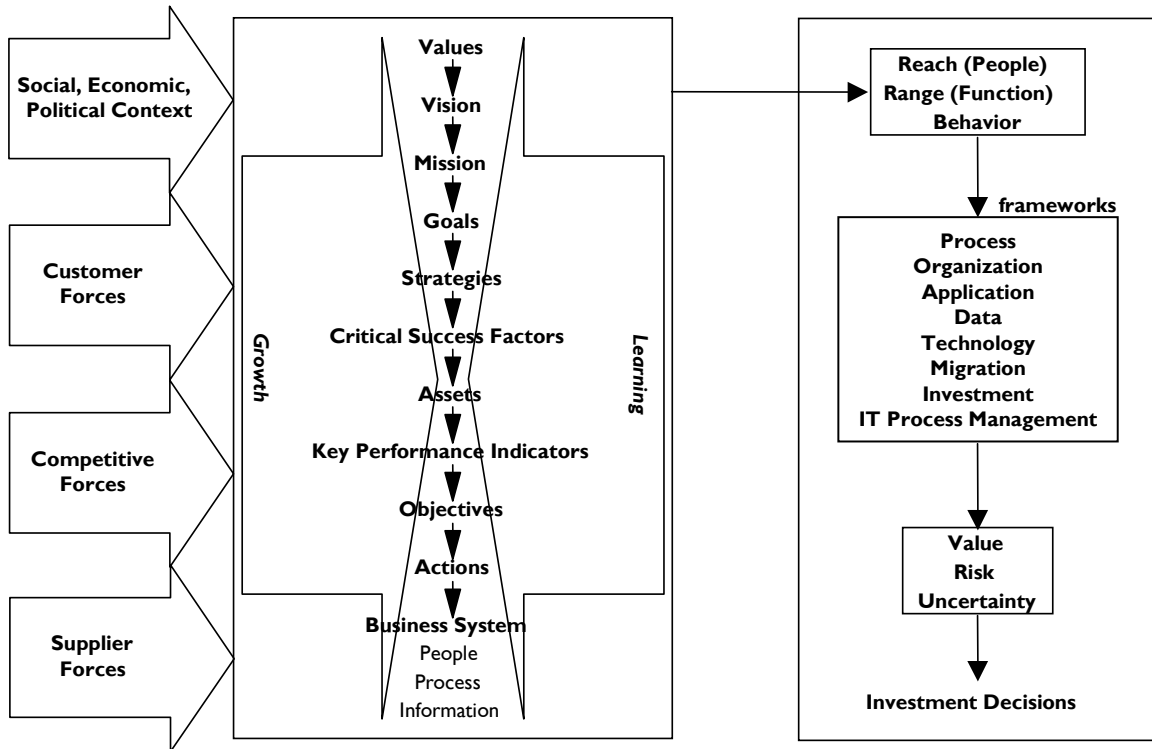 Social, Economic,
Political Context
Customer
Forces
Competitive
Forces
Supplier
Forces
Growth
Values
Vision
Mission
Goals
Strategies
Critical Success Factors
Assets
Key Performance Indicators
Objectives
Actions
Business System
People
Process
Information
Learning
Reach (People)
Range (Function)
Behavior
frameworks
Process
Organization
Application
Data
Technology
Migration
Investment
IT Process Management
Value
Risk
Uncertainty
Investment Decisions